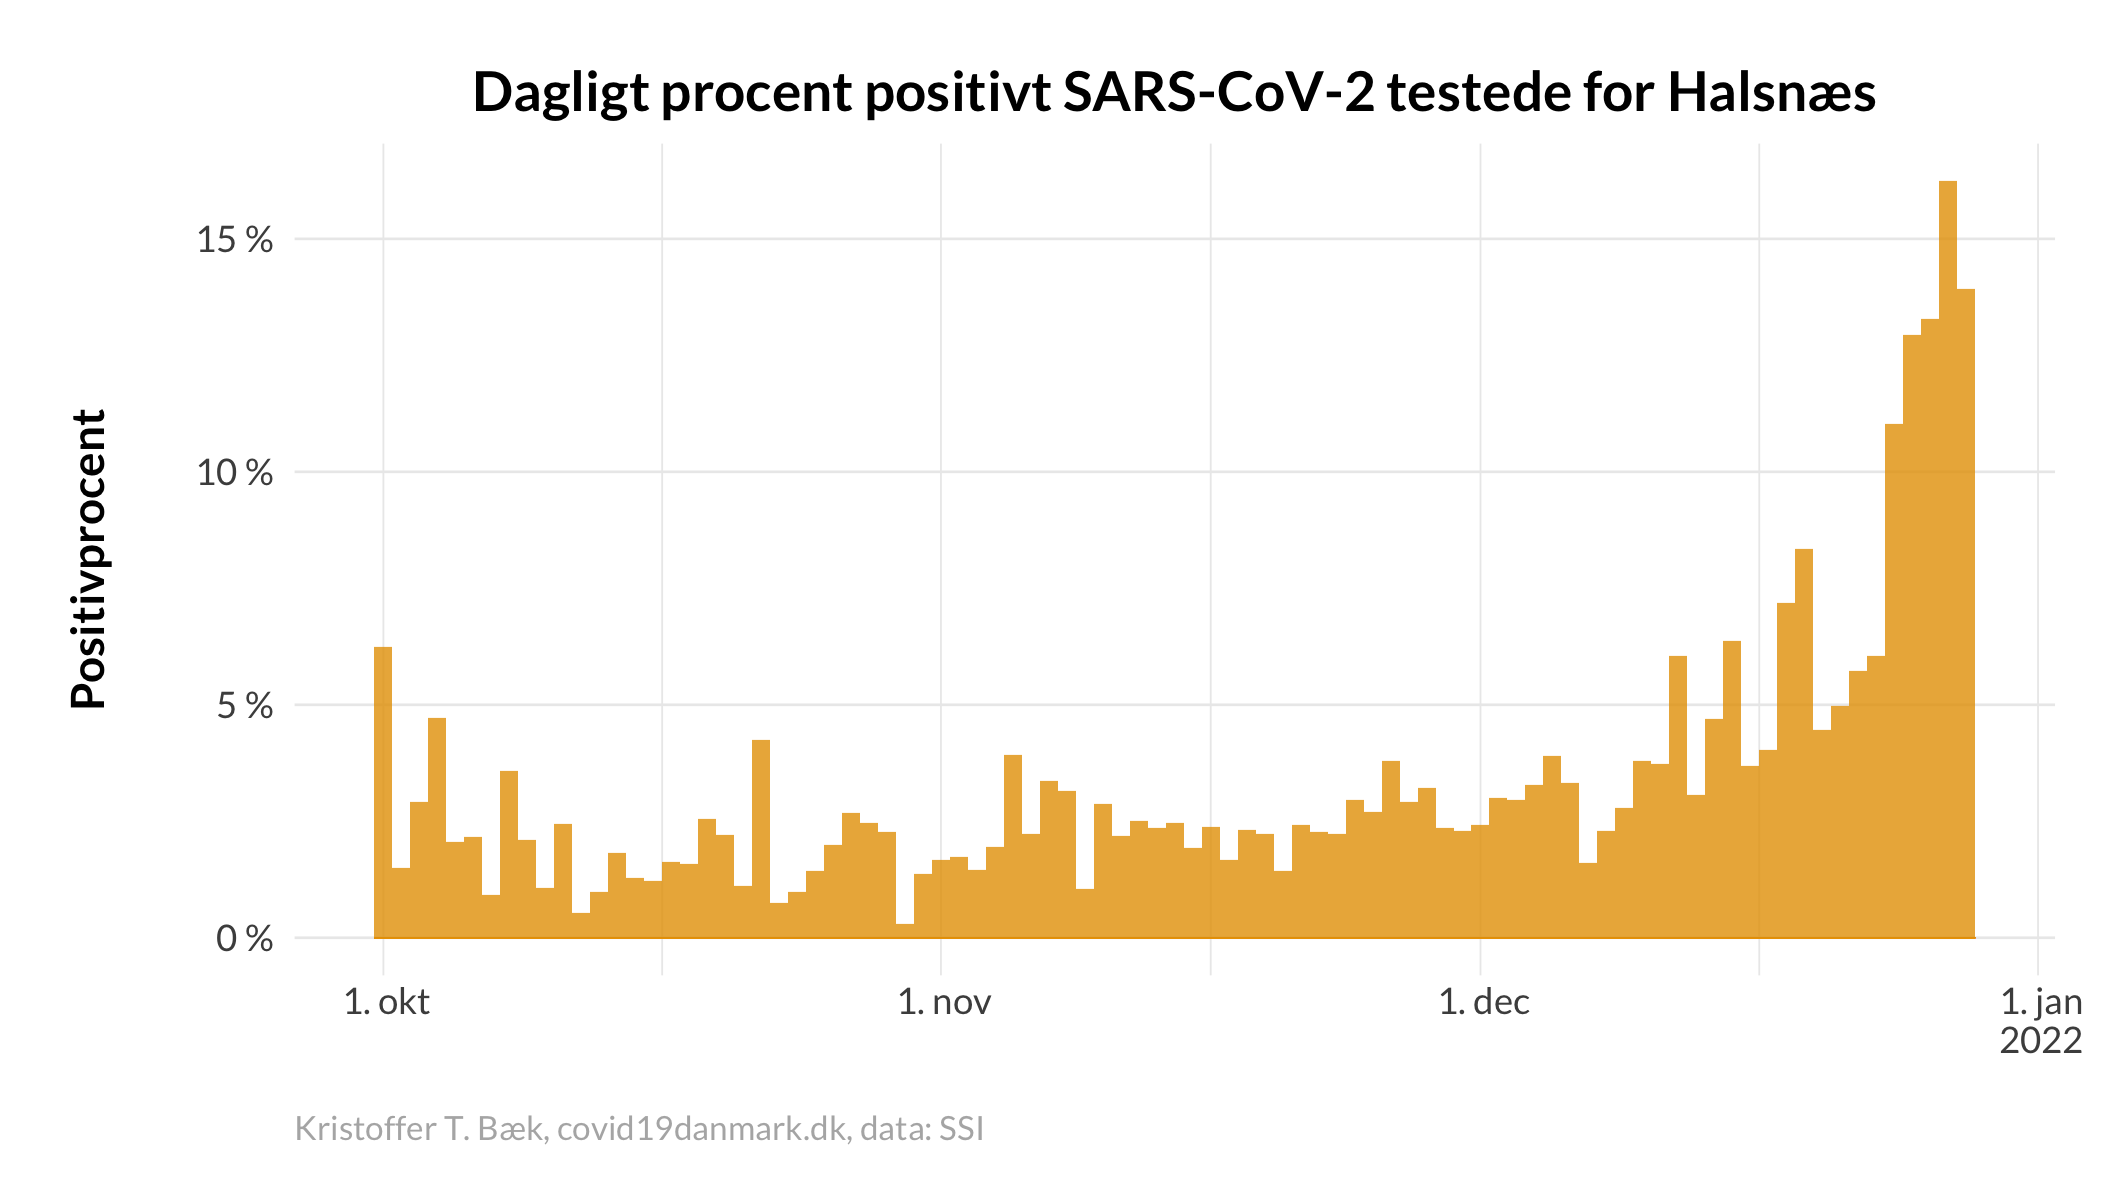 Dagligt procent positivt SARS-CoV-2 testede for Halsnæs
Positivprocent
15 %
10 %
5 %
0 %
1. okt
1. nov
1. dec
1. jan
2022
Kristoffer T. Bæk, covid19danmark.dk, data: SSI